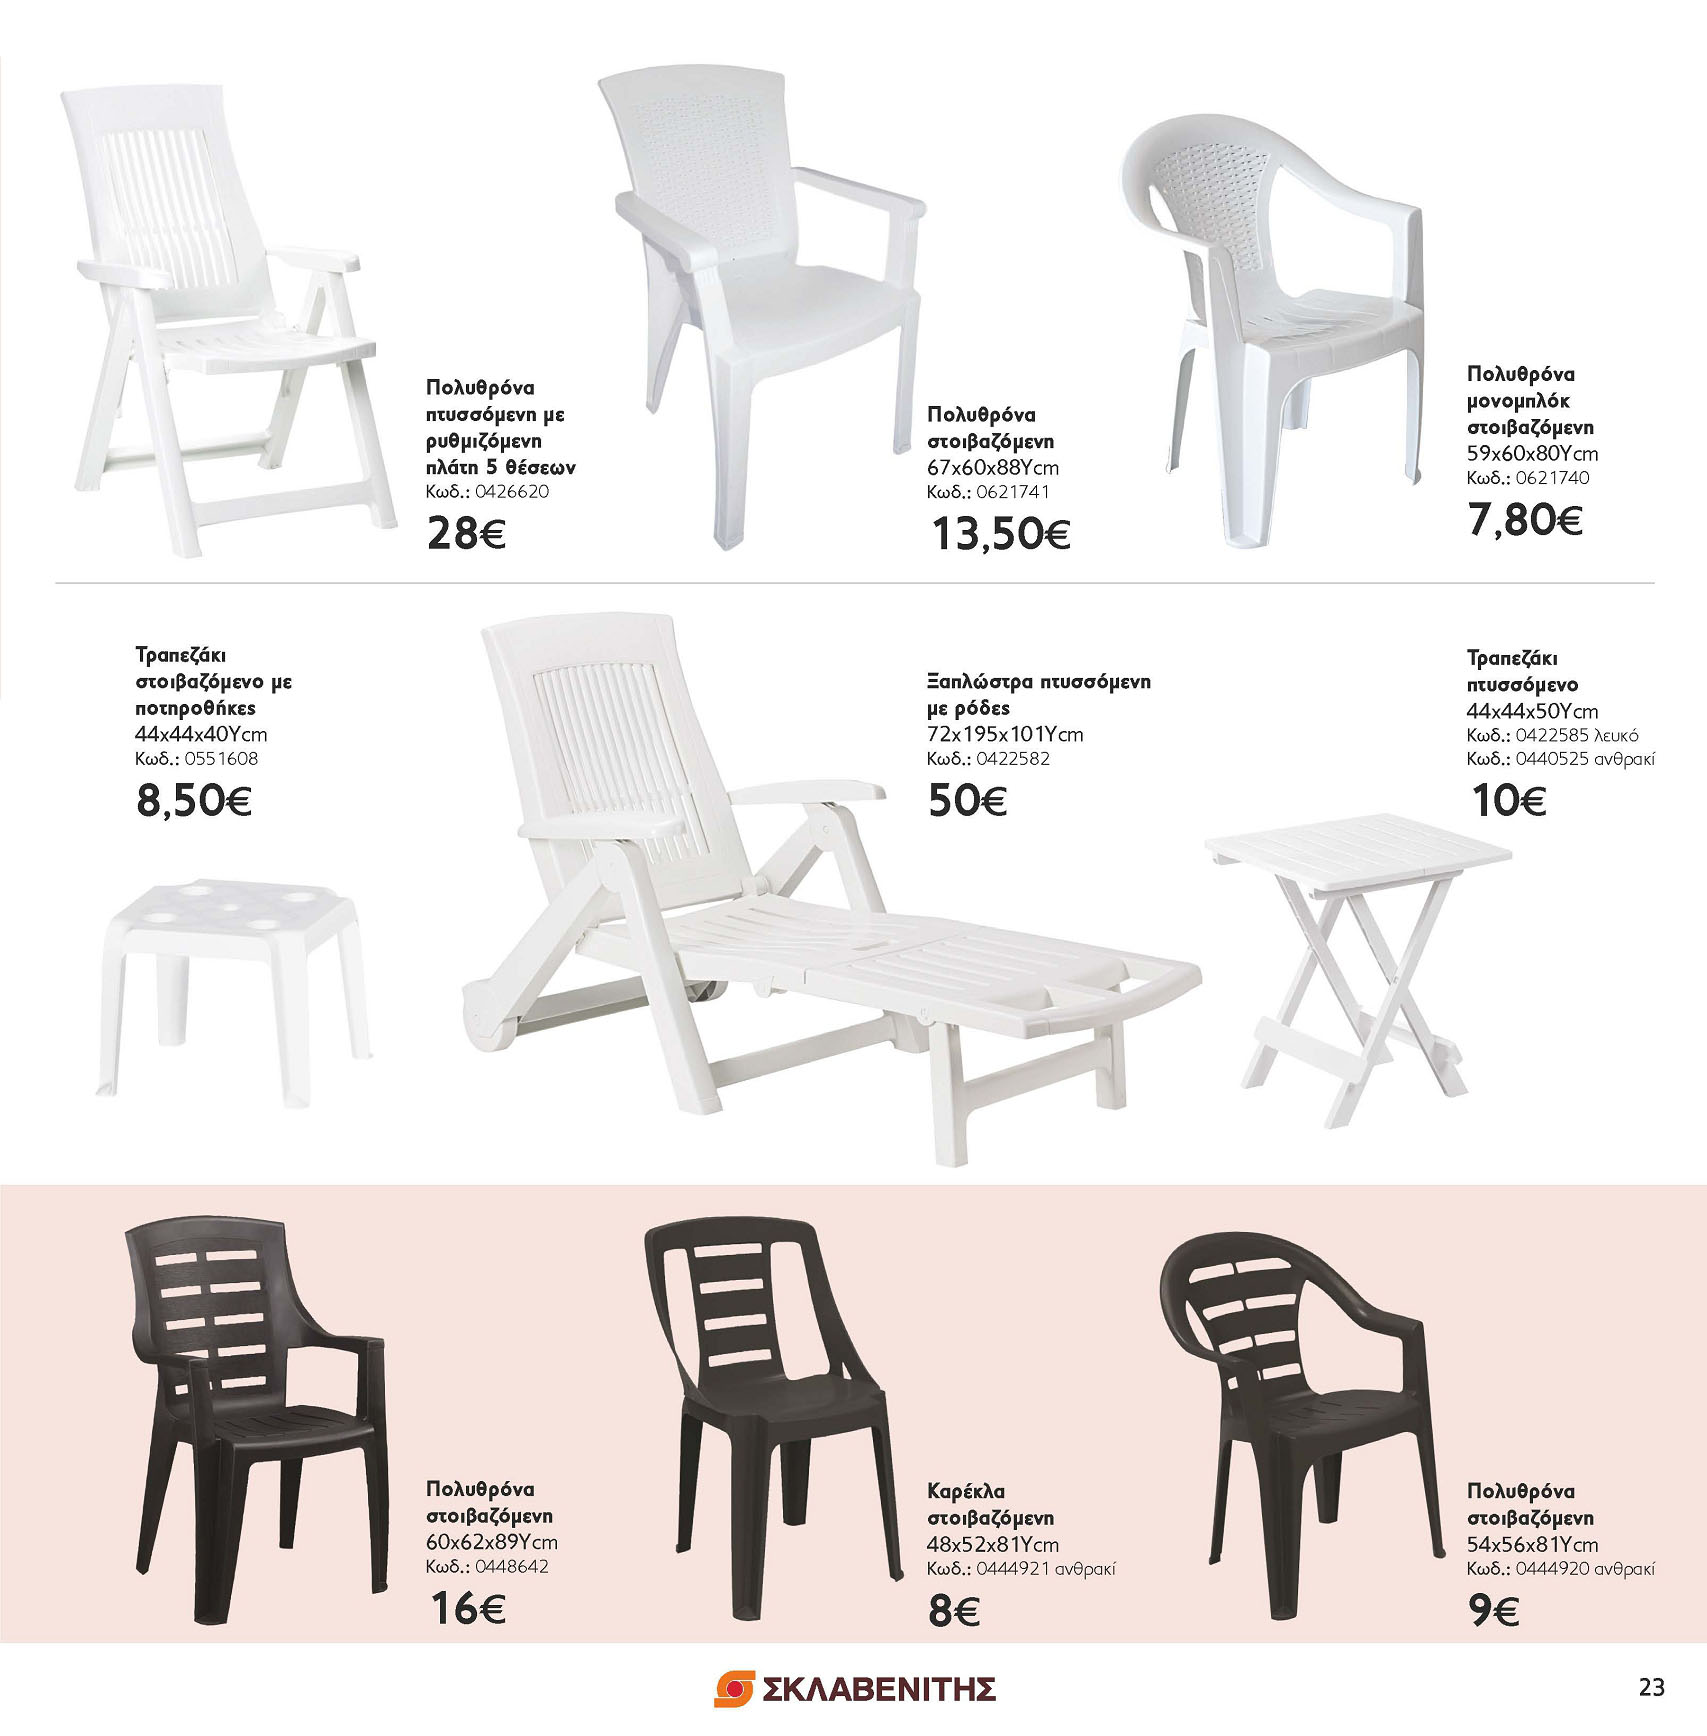 Πολυθρόνα
πτυσσόμενη με
ρυθμιζόμενη
πλάτη 5 θέσεων
Κωδ.: 0426620
28€
Πολυθρόνα
στοιβαζόμενη
67x60x88Υcm
Κωδ.: 0621741
13,50€
Πολυθρόνα
μονομπλόκ
στοιβαζόμενη
59x60x80Υcm
Κωδ.: 0621740
7,80€
Τραπεζάκι
στοιβαζόμενο με
ποτηροθήκες
44x44x40Υcm
Κωδ.: 0551608
8,50€
Ξαπλώστρα πτυσσόμενη
με ρόδες
72x195x101Υcm
Κωδ.: 0422582
50€
Τραπεζάκι
πτυσσόμενο
44x44x50Υcm
Κωδ.: 0422585 λευκό
Κωδ.: 0440525 ανθρακί
10€
Πολυθρόνα
στοιβαζόμενη
60x62x89Υcm
Κωδ.: 0448642
16€
Καρέκλα
στοιβαζόμενη
48x52x81Υcm
Κωδ.: 0444921 ανθρακί
8€
Πολυθρόνα
στοιβαζόμενη
54x56x81Υcm
Κωδ.: 0444920 ανθρακί
9€
ΣΚΛΑΒΕΝΙΤΗΣ
23